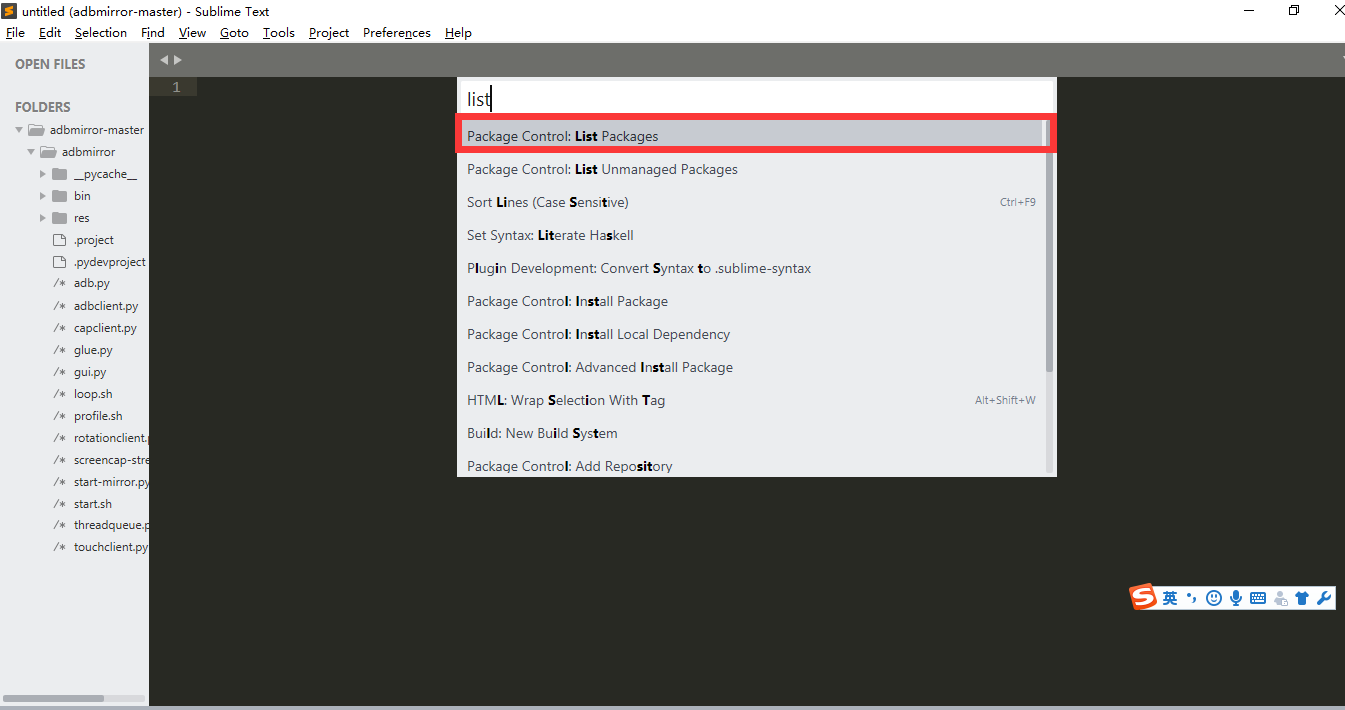 untitled (adbmirror-master) - Sublime Text
File Edit Selection Find View Goto Tools Project Preferences Help
OPEN FILES
FOLDERS
adbmirror-master
adbmirror
__pycache__
bin
res
.project
.pydevproject
/* adb.py
/* adbclient.py
/* capclient.py
/* glue.py
/* gui.py
/* loop.sh
/* profile.sh
/* rotationclient.p
/* screencap-stre
/* start-mirror.py
/* start.sh
/* threadqueue.p
/* touchclient.py
1
list
Package Control: List Packages
Package Control: List Unmanaged Packages
Sort Lines (Case Sensitive) Ctrl+F9
Set Syntax: Literate Haskell
Plugin Development: Convert Syntax to .sublime-syntax
Package Control: Install Package
Package Control: Install Local Dependency
Package Control: Advanced Install Package
HTML: Wrap Selection With Tag Alt+Shift+W
Build: New Build System
Package Control: Add Repository
英